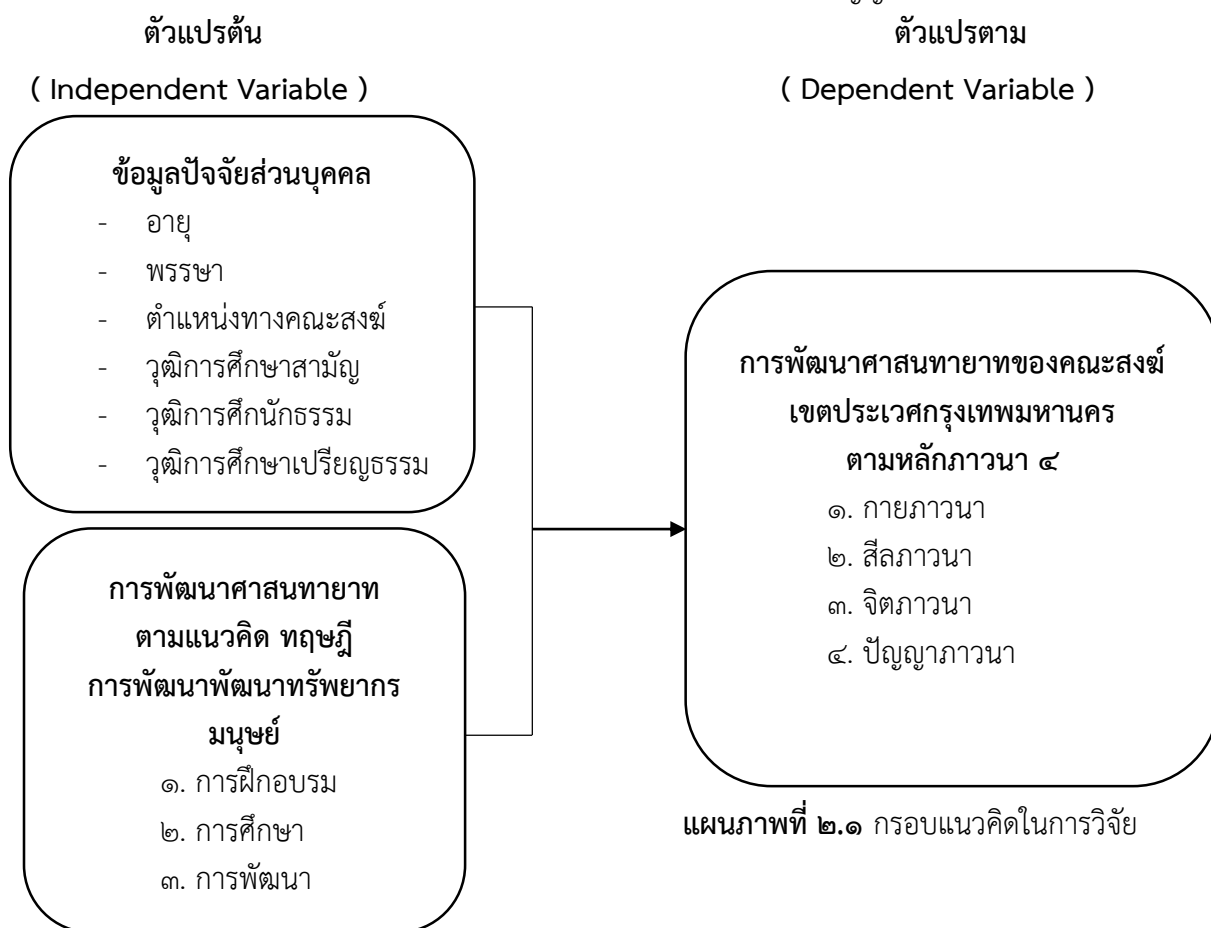 ตัวแปรต้น
( Independent Variable )
ข้อมูลปัจจัยส่วนบุคคล
- อายุ
- พรรษา
- ตำแหน่งทางคณะสงฆ์
- วุฒิการศึกษาสามัญ
- วุฒิการศึกนักธรรม
- วุฒิการศึกษาเปรียญธรรม
การพัฒนาศาสนทายาท
ตามแนวคิด ทฤษฎี
การพัฒนาพัฒนาทรัพยากร
มนุษย์
๑. การฝึกอบรม
๒. การศึกษา
๓. การพัฒนา
ตัวแปรตาม
( Dependent Variable )
การพัฒนาศาสนทายาทของคณะสงฆ์
เขตประเวศกรุงเทพมหานคร
ตามหลักภาวนา ๔
๑. กายภาวนา
๒. สีลภาวนา
๓. จิตภาวนา
๔. ปัญญาภาวนา
แผนภาพที่ ๒.๑ กรอบแนวคิดในการวิจัย